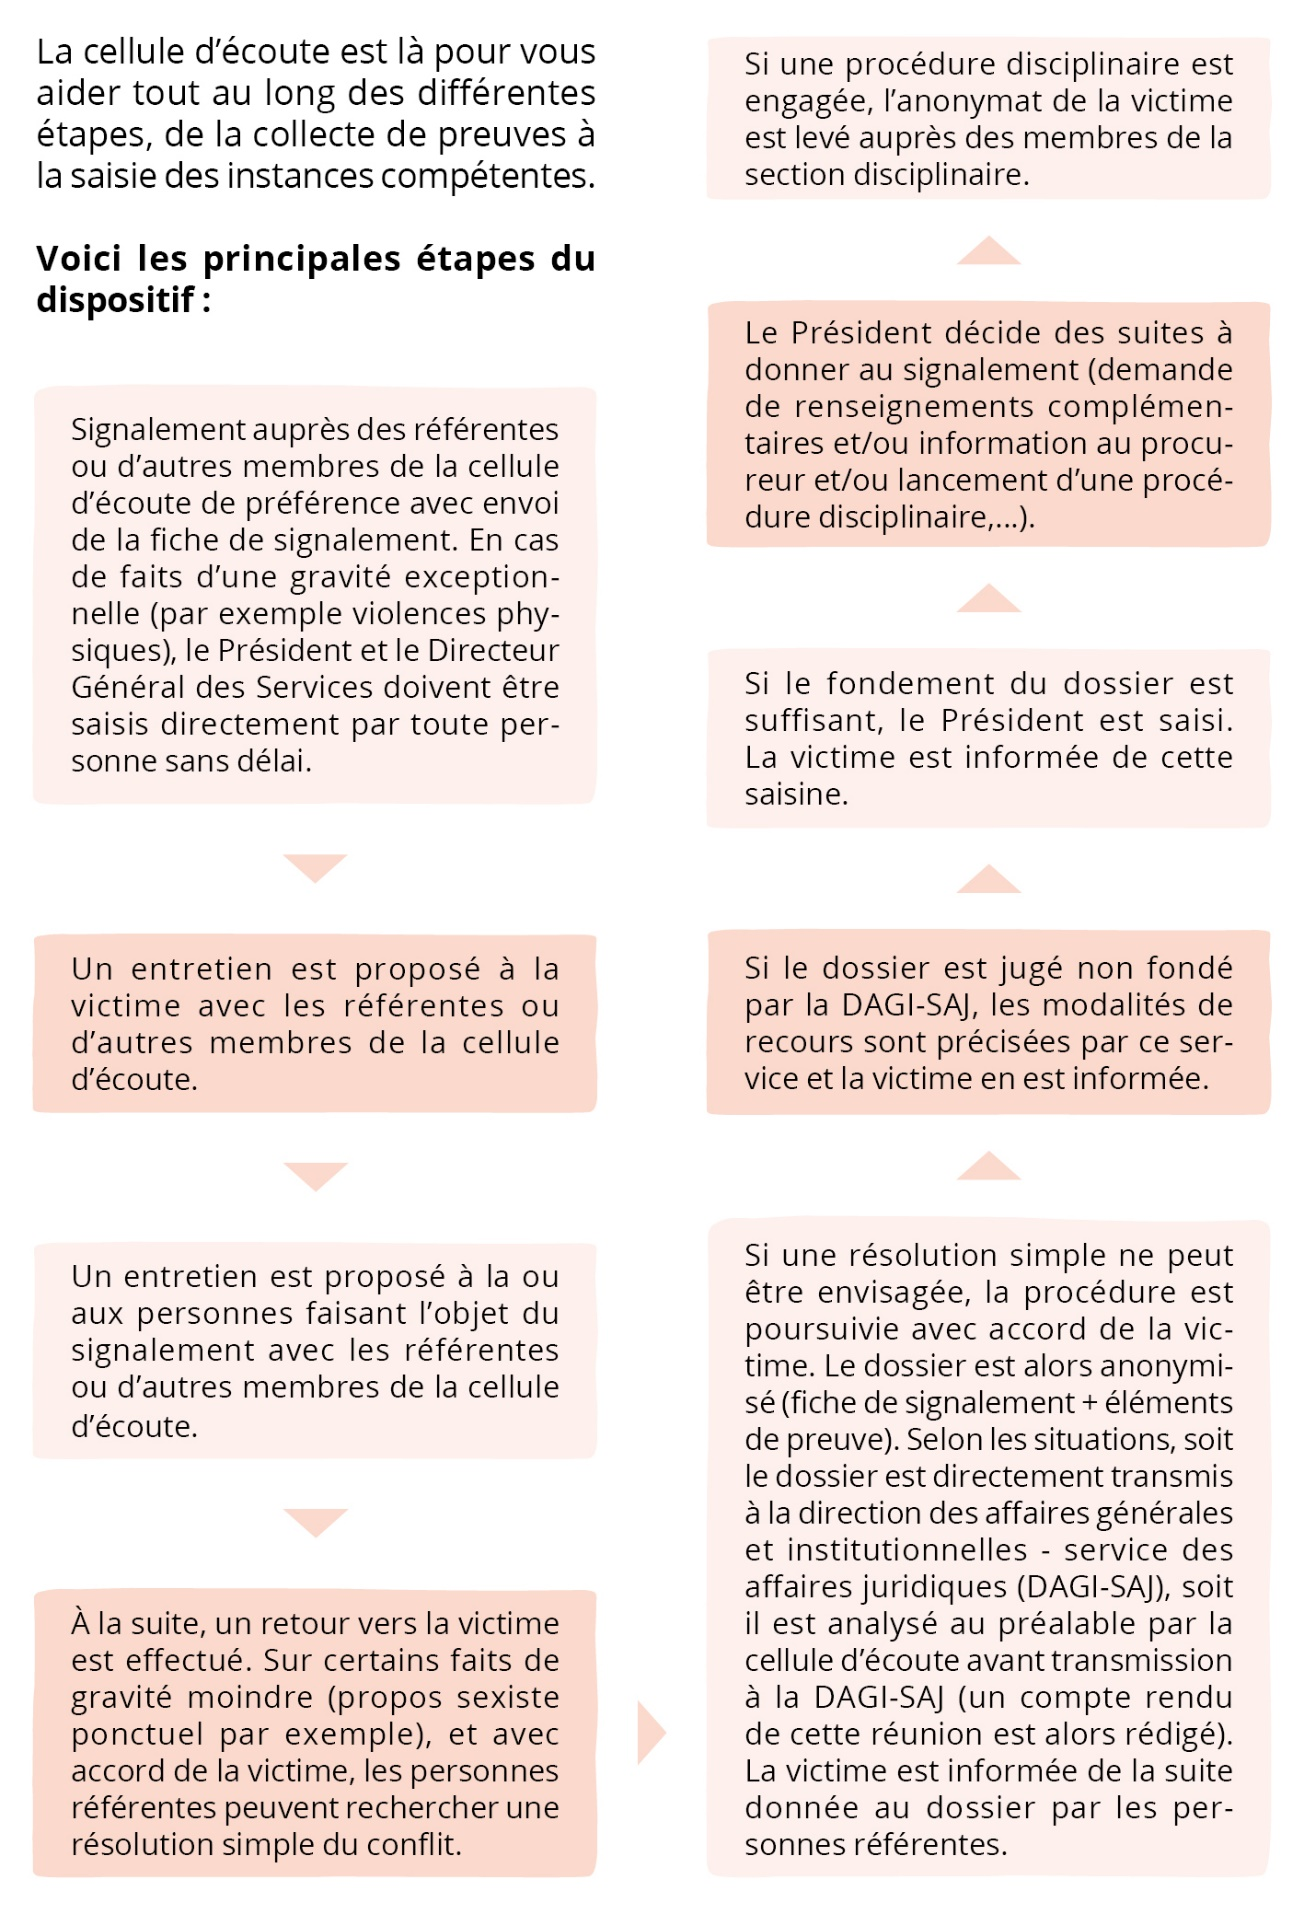 La cellule d’écoute est là pour vous
aider tout au long des différentes
étapes, de la collecte de preuves à
la saisie des instances compétentes.
Voici les principales étapes du
dispositif :
Signalement auprès des référentes
ou d’autres membres de la cellule
d’écoute de préférence avec envoi
de la fiche de signalement. En cas
de faits d’une gravité exception-
nelle (par exemple violences phy-
siques), le Président et le Directeur
Général des Services doivent être
saisis directement par toute per-
sonne sans délai.
Un entretien est proposé à la
victime avec les référentes ou
d’autres membres de la cellule
d’écoute.
Un entretien est proposé à la ou
aux personnes faisant l’objet du
signalement avec les référentes
ou d’autres membres de la cellule
d’écoute.
À la suite, un retour vers la victime
est effectué. Sur certains faits de
gravité moindre (propos sexiste
ponctuel par exemple), et avec
accord de la victime, les personnes
référentes peuvent rechercher une
résolution simple du conflit.
Si une résolution simple ne peut
être envisagée, la procédure est
poursuivie avec accord de la vic-
time. Le dossier est alors anonymi-
sé (fiche de signalement + éléments
de preuve). Selon les situations, soit
le dossier est directement transmis
à la direction des affaires générales
et institutionnelles - service des
affaires juridiques (DAGI-SAJ), soit
il est analysé au préalable par la
cellule d’écoute avant transmission
à la DAGI-SAJ (un compte rendu
de cette réunion est alors rédigé).
La victime est informée de la suite
donnée au dossier par les per-
sonnes référentes.
Si le dossier est jugé non fondé
par la DAGI-SAJ, les modalités de
recours sont précisées par ce ser-
vice et la victime en est informée.
Si le fondement du dossier est
suffisant, le Président est saisi.
La victime est informée de cette
saisine.
Le Président décide des suites à
donner au signalement (demande
de renseignements complémen-
taires et/ou information au procu-
reur et/ou lancement d’une procé-
dure disciplinaire,...).
Si une procédure disciplinaire est
engagée, l’anonymat de la victime
est levé auprès des membres de la
section disciplinaire.